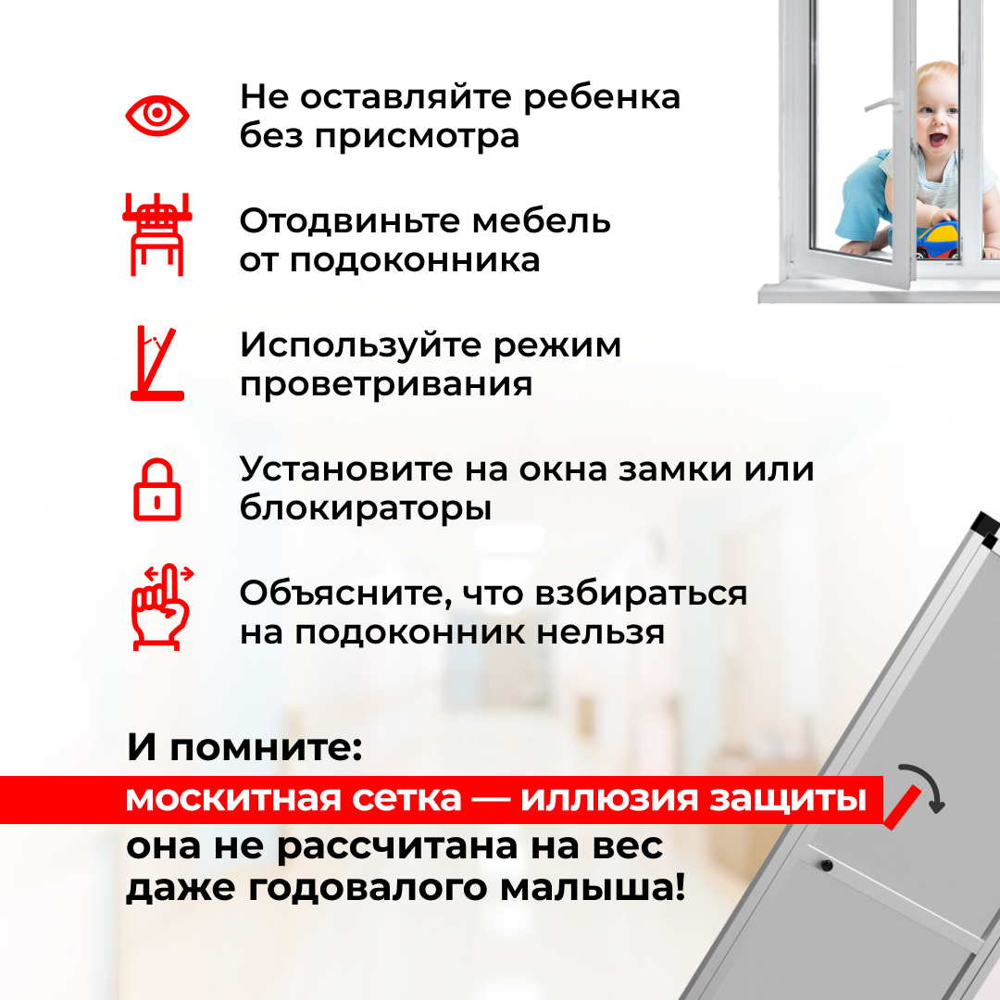 Не оставляйте ребенка
без присмотра
Отодвиньте мебель
от подоконника
Используйте режим
проветривания
Установите на окна замки или
блокираторы
Объясните, что взбираться
на подоконник нельзя
И помните:
москитная сетка — иллюзия защиты
она не рассчитана на вес
даже годовалого малыша!